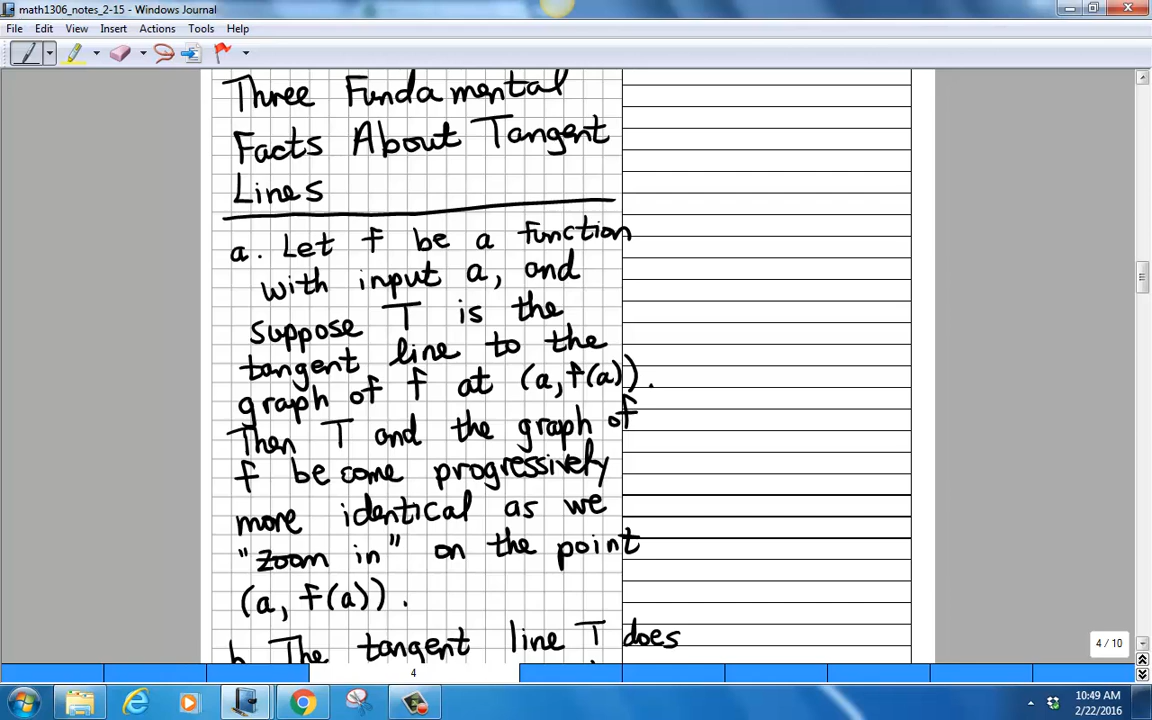 math1306_notes_2-15 - Windows Journal
File Edit View Insert Actions Tools Help
Three Fundamental
Facts About Tangent
Lines
a. Let f be a function
with input a, and
suppose T is the
tangent line to the
graph of f at (a, f(a)).
Then T and the graph of
f become progressively
more identical as we
"zoom in" on the point
(a, f(a)).
b. The tangent line T does
4 / 10
4
10:49 AM
2/22/2016